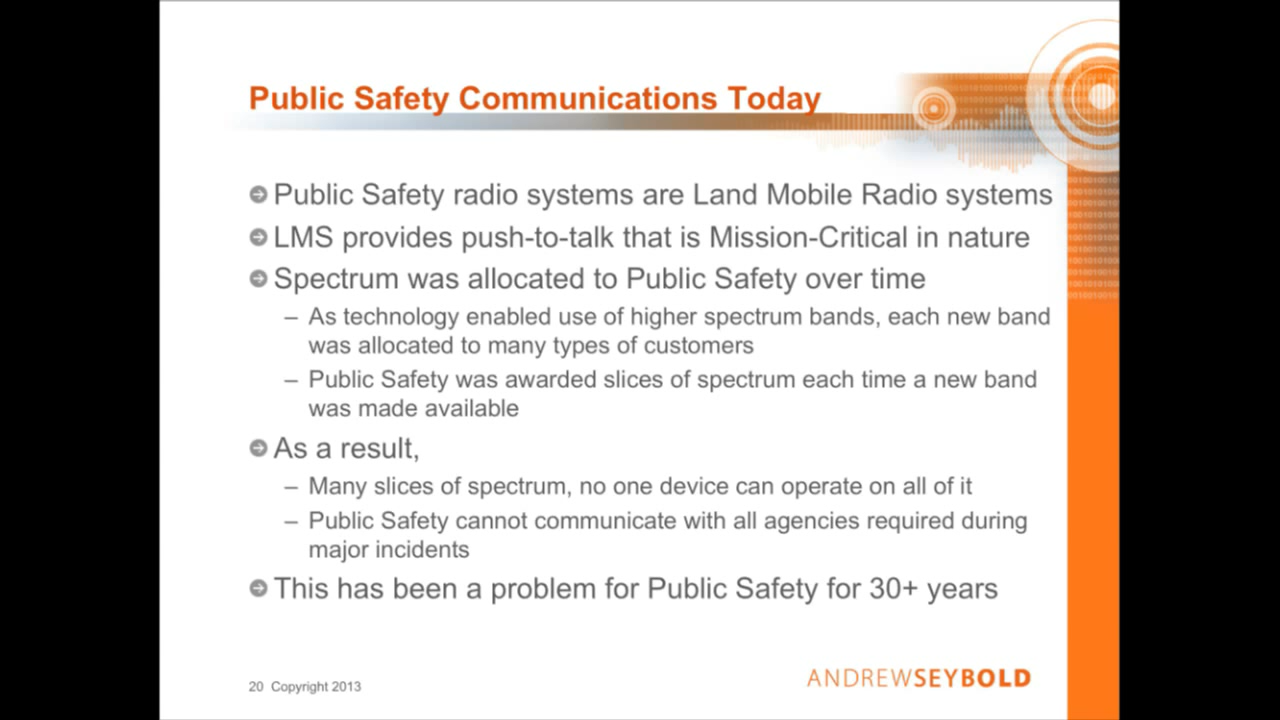 Public Safety Communications Today
Public Safety radio systems are Land Mobile Radio systems
LMS provides push-to-talk that is Mission-Critical in nature
Spectrum was allocated to Public Safety over time
– As technology enabled use of higher spectrum bands, each new band
was allocated to many types of customers
– Public Safety was awarded slices of spectrum each time a new band
was made available
As a result,
– Many slices of spectrum, no one device can operate on all of it
– Public Safety cannot communicate with all agencies required during
major incidents
This has been a problem for Public Safety for 30+ years
20 Copyright 2013
ANDREWSEYBOLD